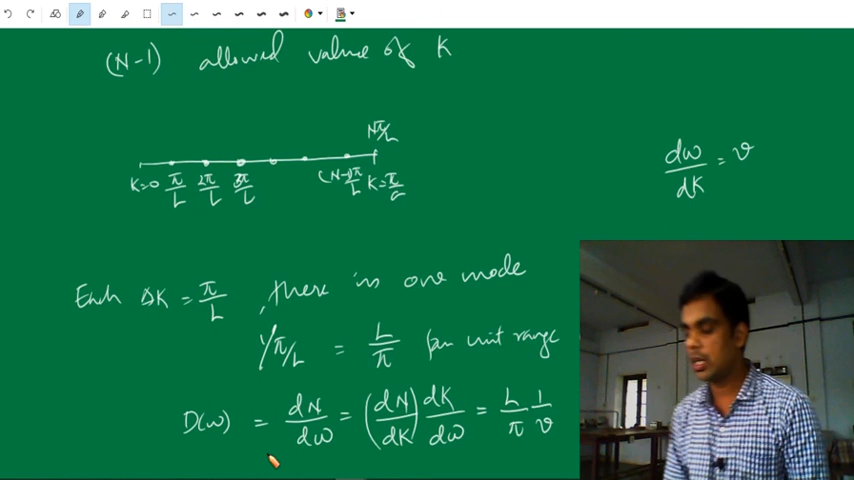 (N-1) allowed value of K
Nπ/L
K=0 π/L 2π/L 3π/L (N-1)π/L K=π/a
dω/dK = v
Each ΔK = π/L , there is one mode
1/π/L = L/π per unit range
D(ω) = dN/dω = (dN/dK) dK/dω = L/π 1/v